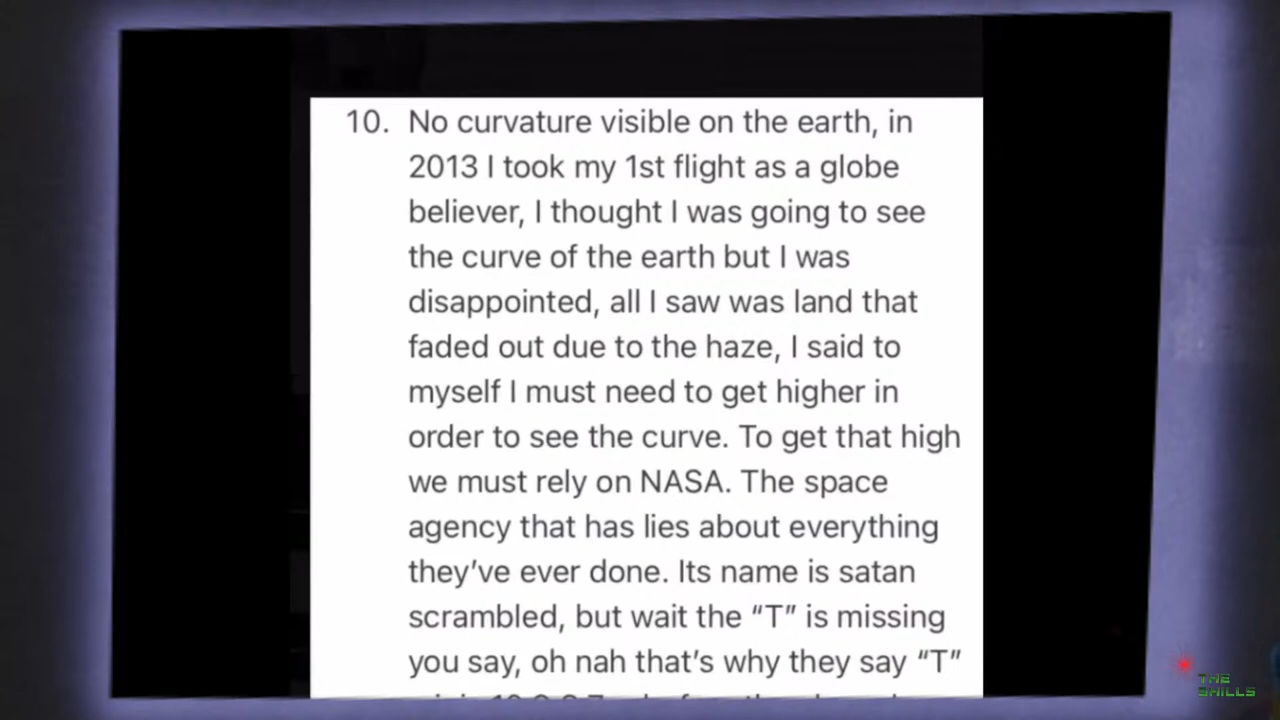 10. No curvature visible on the earth, in
2013 I took my 1st flight as a globe
believer, I thought I was going to see
the curve of the earth but I was
disappointed, all I saw was land that
faded out due to the haze, I said to
myself I must need to get higher in
order to see the curve. To get that high
we must rely on NASA. The space
agency that has lies about everything
they've ever done. Its name is satan
scrambled, but wait the “T” is missing
you say, oh nah that's why they say “T”
THE
SHILLS